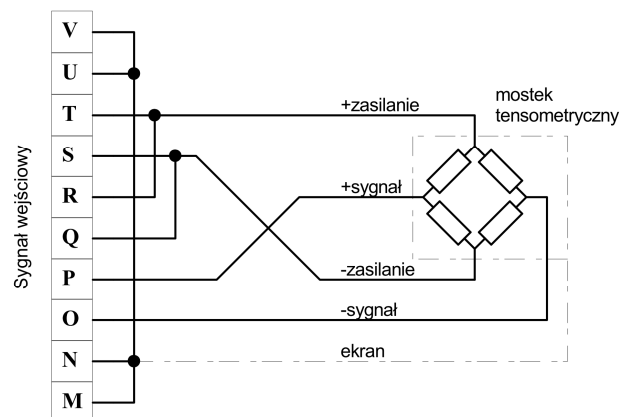 V
U
T
S
R
Q
P
O
N
M
Sygnał wejściowy
+zasilanie
mostek
tensometryczny
+sygnał
-zasilanie
-sygnał
ekran